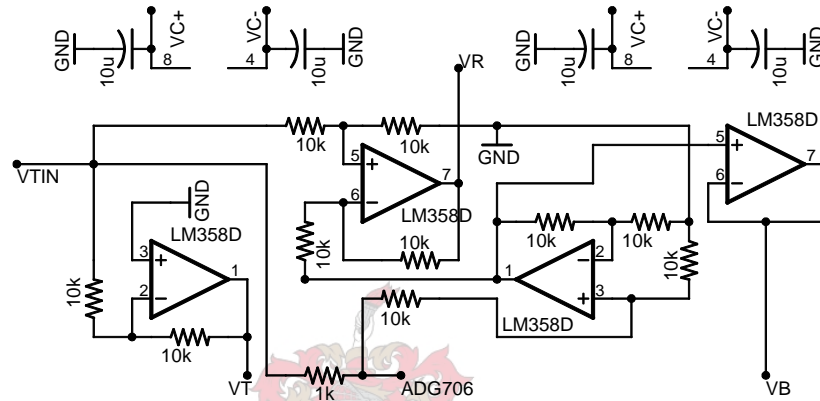 GND
10u
VC+
8
VC-
4
10u
GND
GND
10u
VC+
8
VC-
4
10u
GND
VR
10k
10k
GND
LM358D
5
6
7
VTIN
5
6
7
LM358D
GND
LM358D
3
2
1
10k
10k
VT
10k
10k
10k
10k
10k
1
2
3
LM358D
10k
1k
ADG706
VB